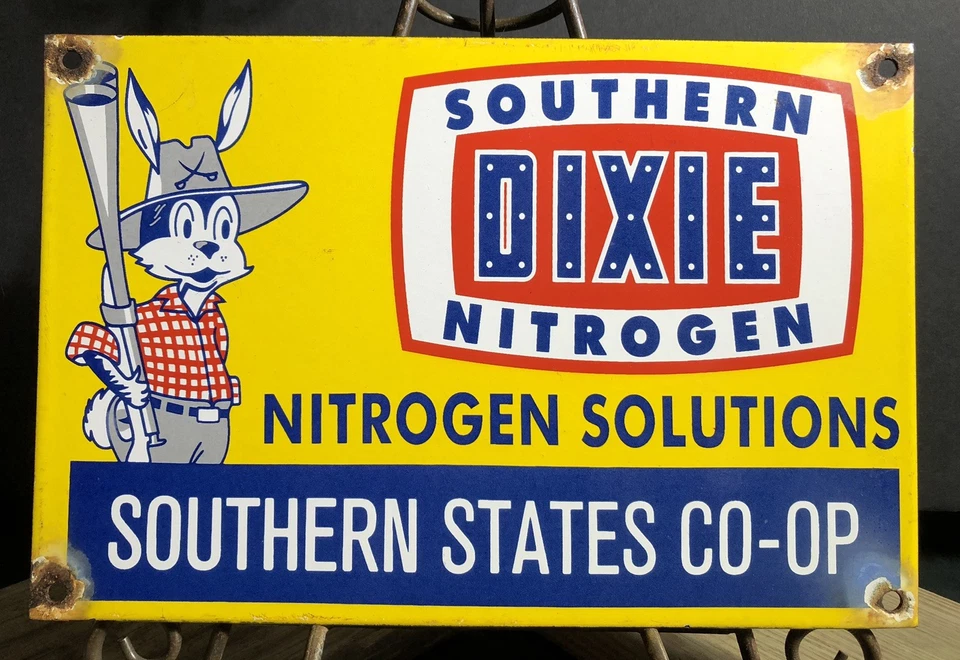 SOUTHERN
DIXIE
NITROGEN
NITROGEN SOLUTIONS
SOUTHERN STATES CO-OP